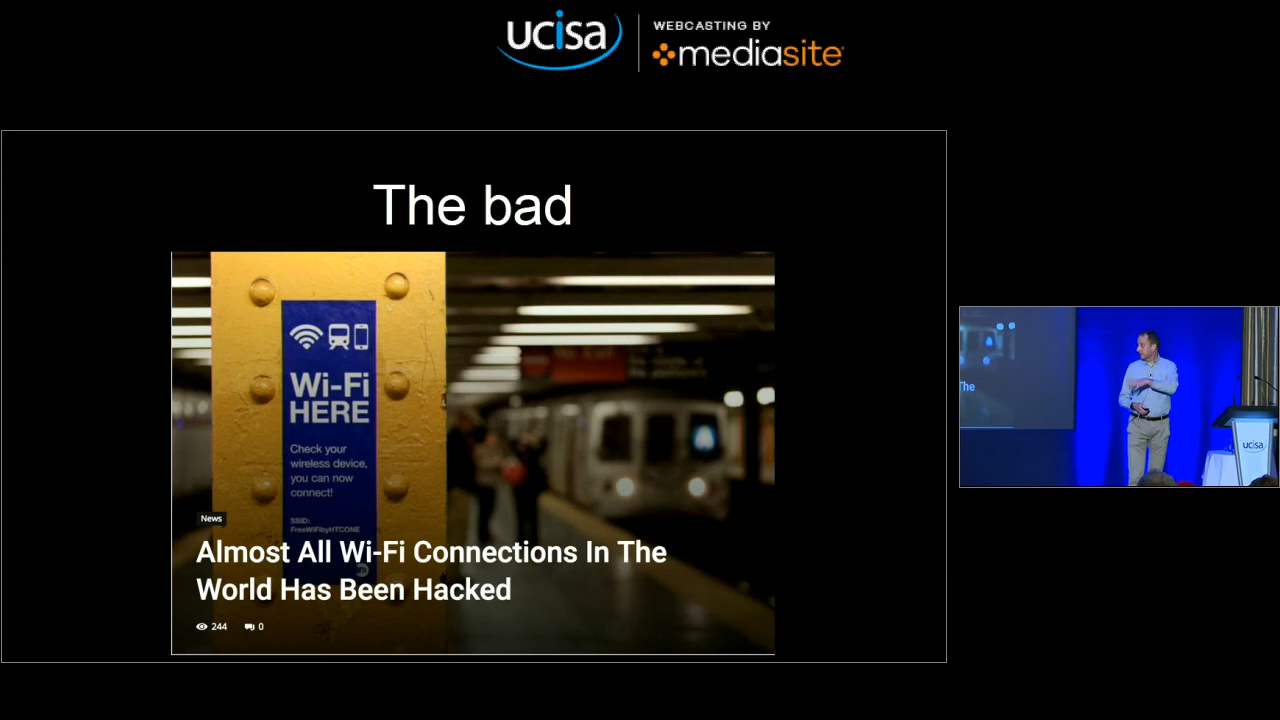 ucisa
WEBCASTING BY
mediasite
The bad
Wi-Fi
HERE
Check your
wireless device,
you can now
connect!
SSID:
FreeWiFibyHTCONE
News
Almost All Wi-Fi Connections In The
World Has Been Hacked
244 0
The
ucisa